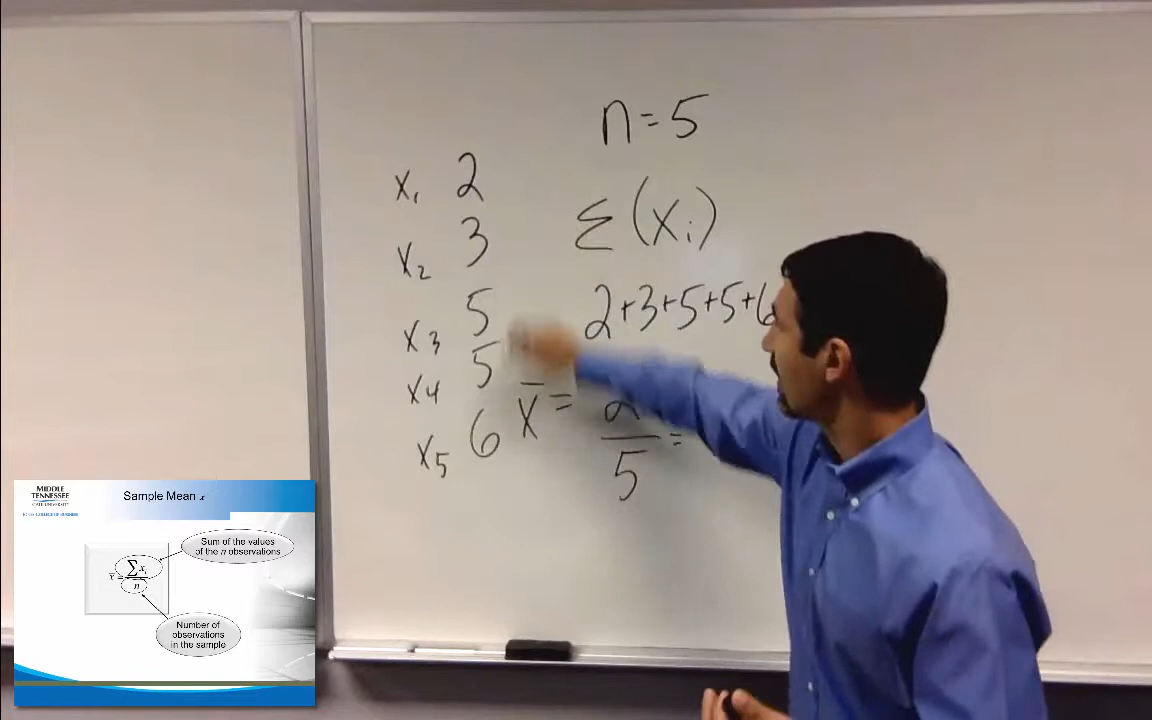 n = 5
x₁ 2
x₂ 3
x₃ 5
x₄ 5
x₅ 6
Σ (xᵢ)
2+3+5+5+6
x̄ =
5
=
MIDDLE
TENNESSEE
STATE UNIVERSITY
Sample Mean x̄
Sum of the values
of the n observations
x̄ = Σ xᵢ
n
Number of
observations
in the sample